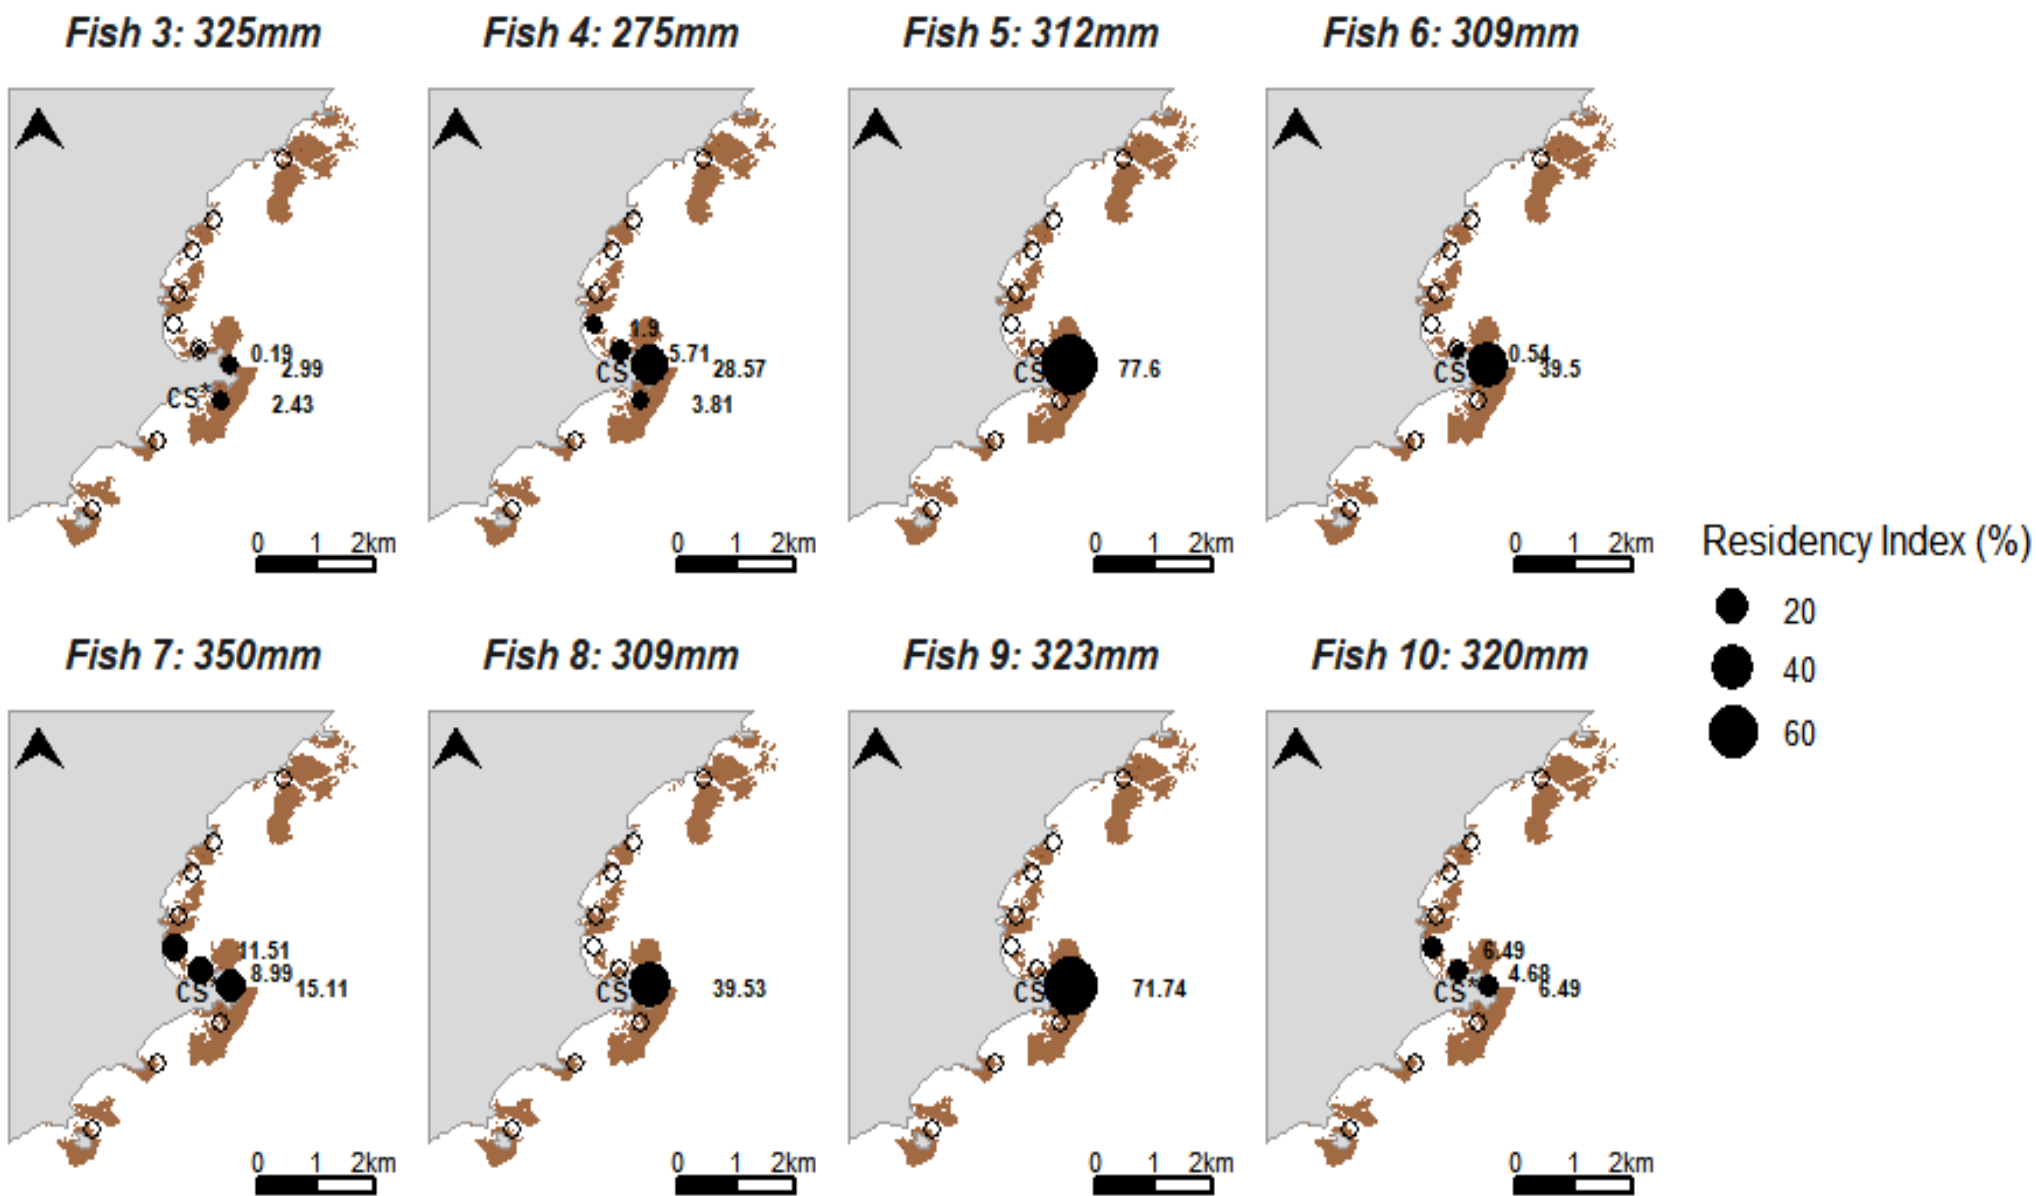 Fish 3: 325mm
Fish 4: 275mm
Fish 5: 312mm
Fish 6: 309mm
0.19
2.99
CS*
2.43
0 1 2km
1.9
5.71
CS
28.57
3.81
0 1 2km
CS
77.6
0 1 2km
0.54
CS
39.5
0 1 2km
Residency Index (%)
20
40
60
Fish 7: 350mm
Fish 8: 309mm
Fish 9: 323mm
Fish 10: 320mm
11.51
8.99
CS*
15.11
0 1 2km
CS
39.53
0 1 2km
CS
71.74
0 1 2km
6.49
4.68
CS*
6.49
0 1 2km